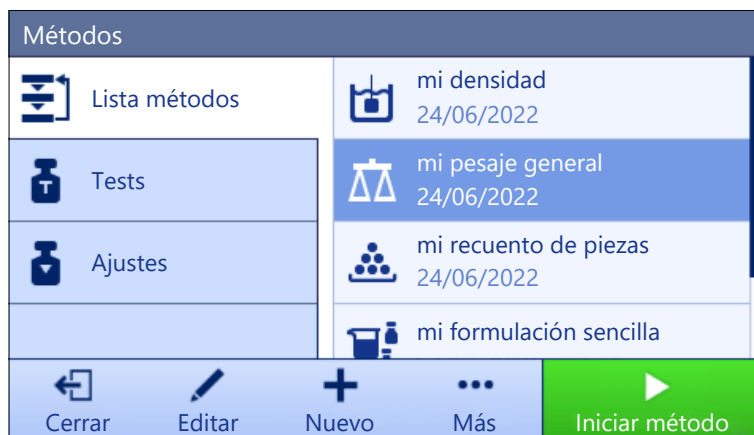 Métodos
Lista métodos
Tests
Ajustes
mi densidad
24/06/2022
mi pesaje general
24/06/2022
mi recuento de piezas
24/06/2022
mi formulación sencilla
Cerrar
Editar
Nuevo
Más
Iniciar método